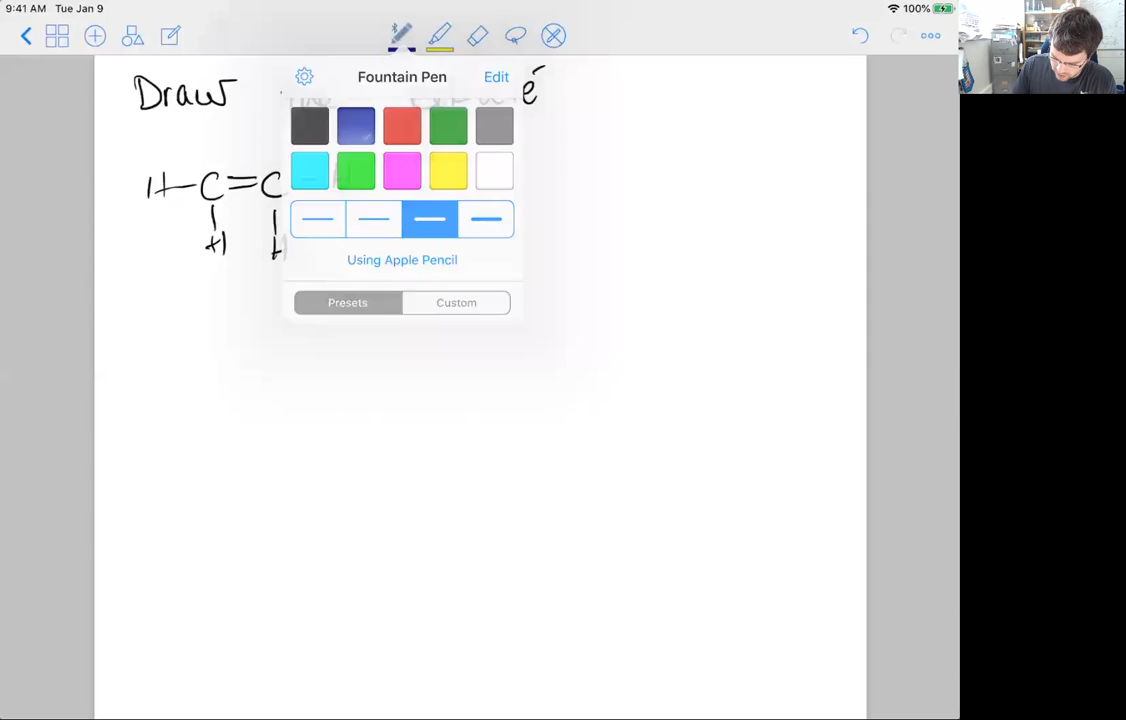 9:41 AM Tue Jan 9
100%
Fountain Pen
Edit
Draw
H-C=C
H H
Using Apple Pencil
Presets
Custom